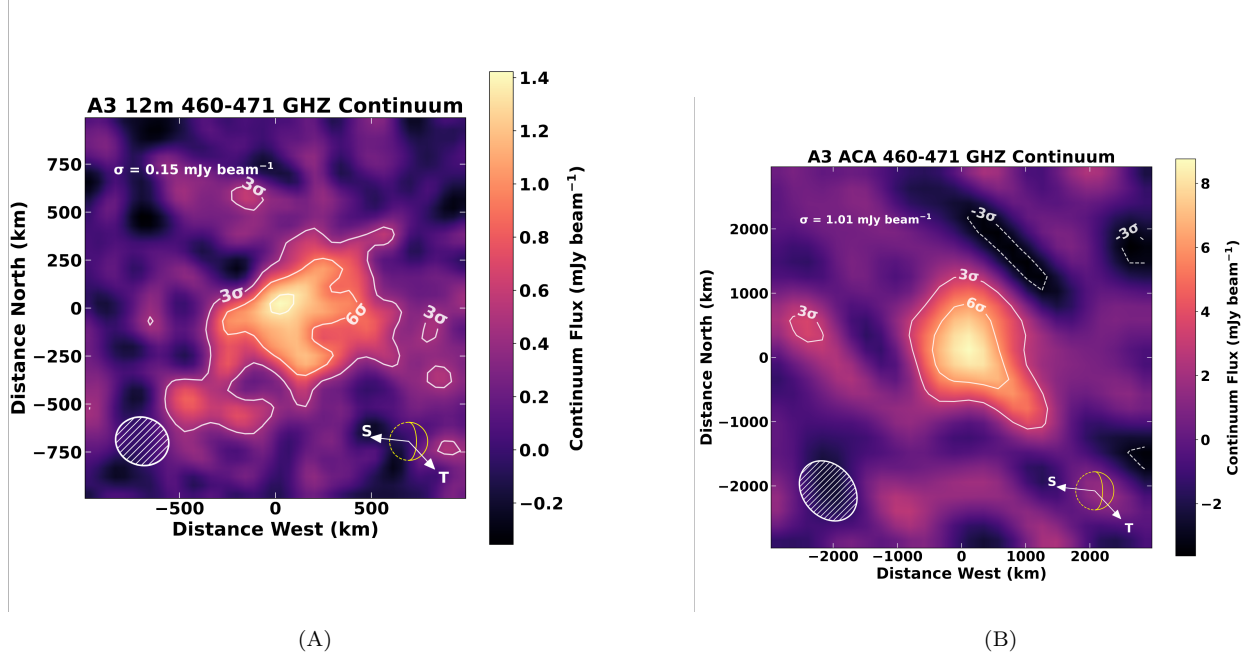 A3 12m 460-471 GHZ Continuum
σ = 0.15 mJy beam⁻¹
3σ
3σ
3σ
6σ
S
T
750
500
250
0
−250
−500
−750
Distance North (km)
−500
0
500
Distance West (km)
1.4
1.2
1.0
0.8
0.6
0.4
0.2
0.0
−0.2
Continuum Flux (mJy beam⁻¹)
(A)
A3 ACA 460-471 GHZ Continuum
σ = 1.01 mJy beam⁻¹
-3σ
-3σ
3σ
6σ
3σ
S
T
2000
1000
0
−1000
−2000
Distance North (km)
−2000
−1000
0
1000
2000
Distance West (km)
8
6
4
2
0
−2
Continuum Flux (mJy beam⁻¹)
(B)